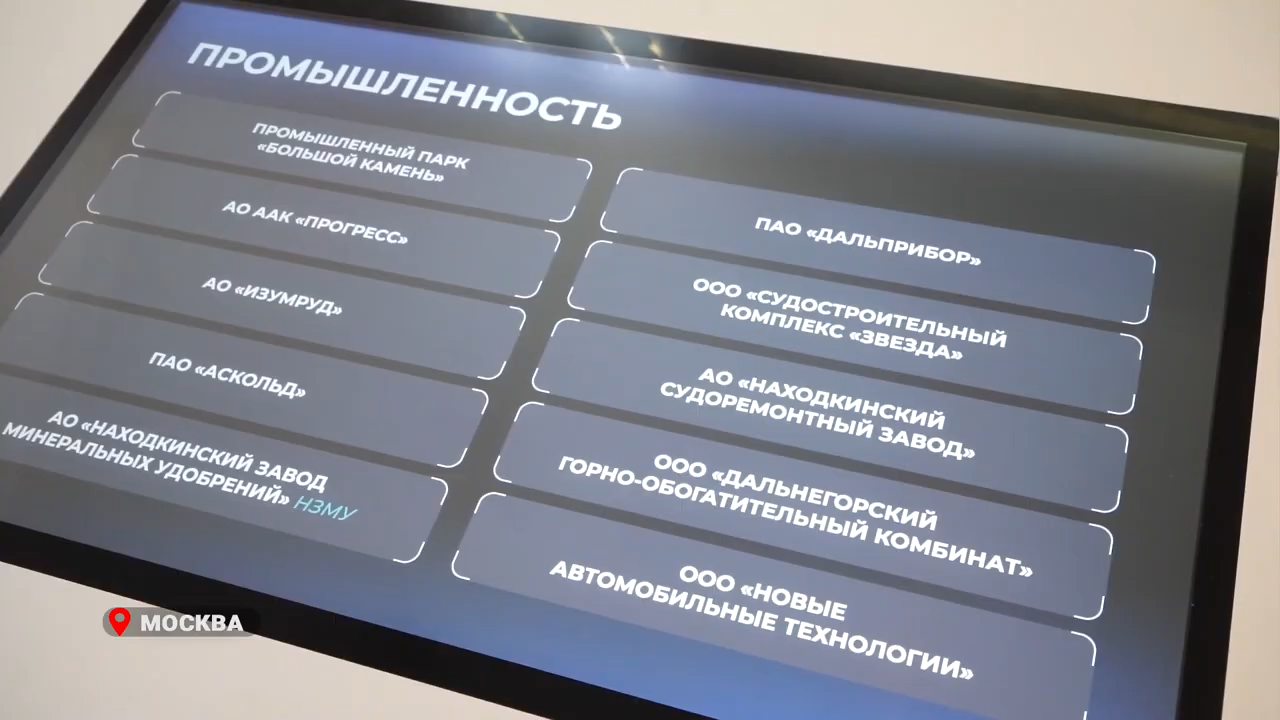 ПРОМЫШЛЕННОСТЬ
ПРОМЫШЛЕННЫЙ ПАРК
«БОЛЬШОЙ КАМЕНЬ»
АО ААК «ПРОГРЕСС»
АО «ИЗУМРУД»
ПАО «АСКОЛЬД»
АО «НАХОДКИНСКИЙ ЗАВОД
МИНЕРАЛЬНЫХ УДОБРЕНИЙ» НЗМУ
ПАО «ДАЛЬПРИБОР»
ООО «СУДОСТРОИТЕЛЬНЫЙ
КОМПЛЕКС «ЗВЕЗДА»
АО «НАХОДКИНСКИЙ
СУДОРЕМОНТНЫЙ ЗАВОД»
ООО «ДАЛЬНЕГОРСКИЙ
ГОРНО-ОБОГАТИТЕЛЬНЫЙ КОМБИНАТ»
ООО «НОВЫЕ
АВТОМОБИЛЬНЫЕ ТЕХНОЛОГИИ»
МОСКВА